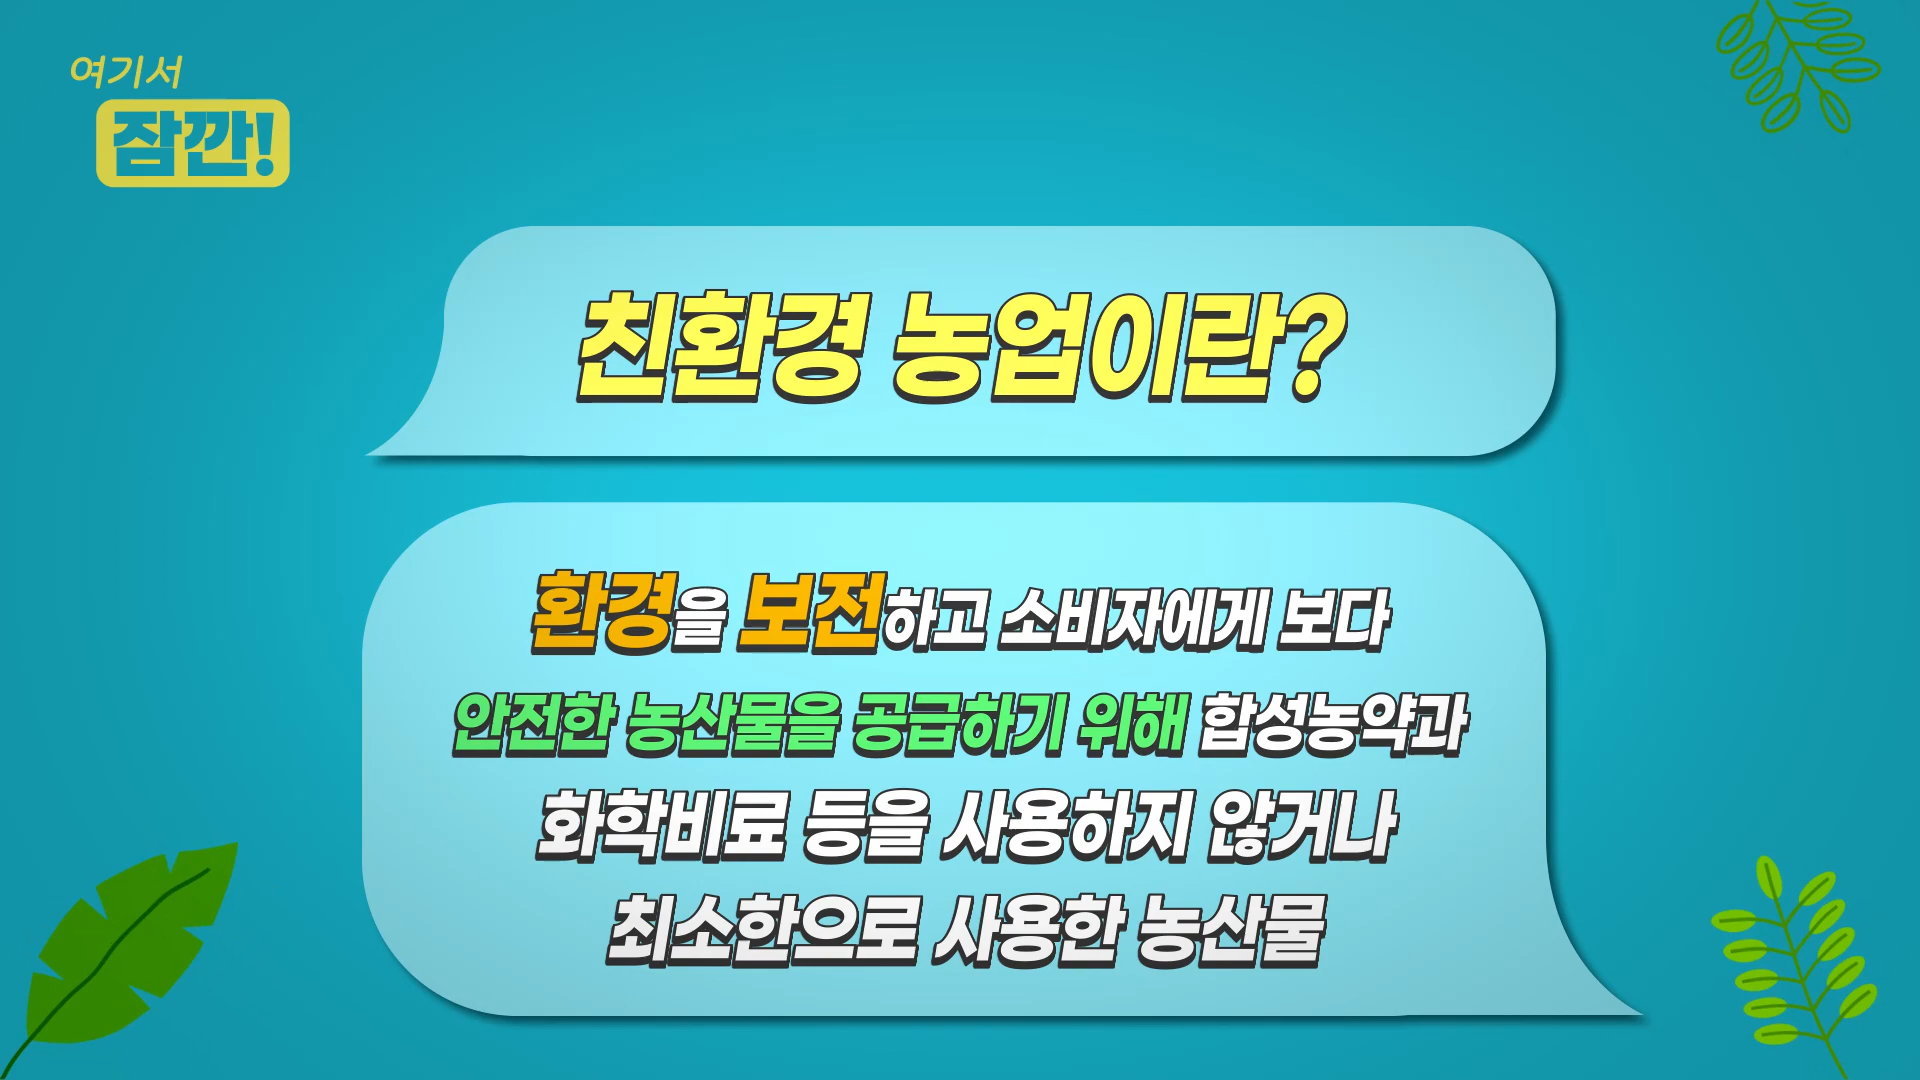 여기서
잠깐!
친환경 농업이란?
환경을 보전하고 소비자에게 보다
안전한 농산물을 공급하기 위해 합성농약과
화학비료 등을 사용하지 않거나
최소한으로 사용한 농산물